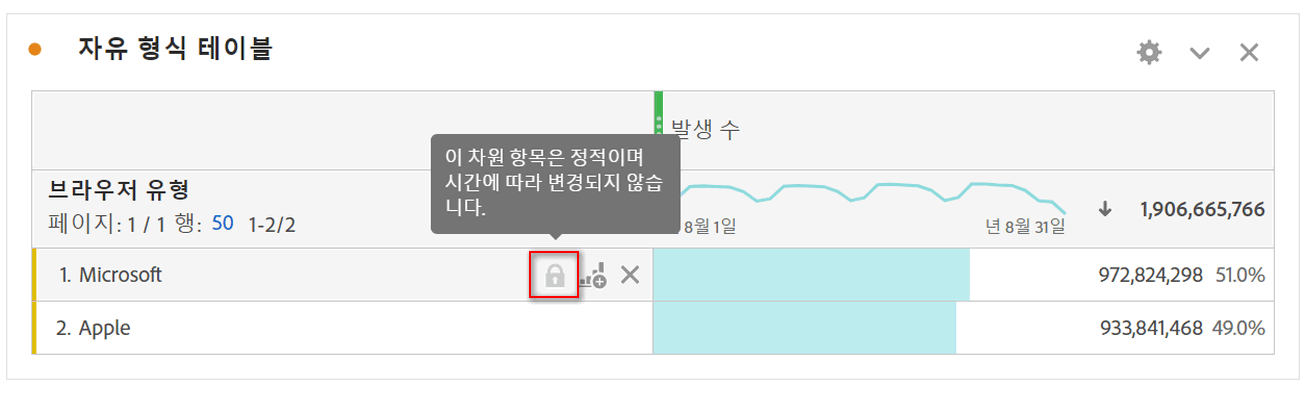 자유 형식 테이블
발생 수
이 차원 항목은 정적이며
시간에 따라 변경되지 않습
니다.
브라우저 유형
페이지: 1 / 1 행: 50 1-2/2
8월 1일
년 8월 31일
1,906,665,766
1. Microsoft
972,824,298 51.0%
2. Apple
933,841,468 49.0%